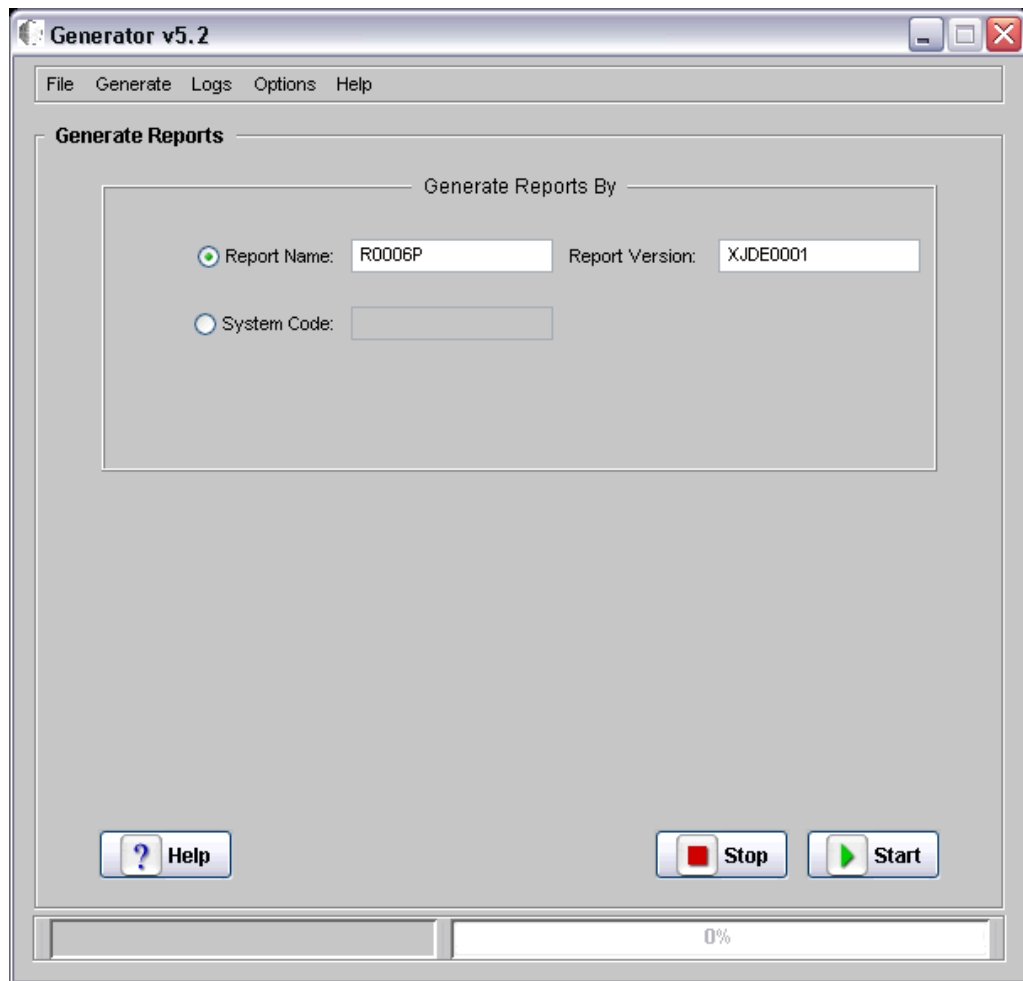 Generator v5.2
File Generate Logs Options Help
Generate Reports
Generate Reports By
Report Name: R0006P Report Version: XJDE0001
System Code:
? Help Stop Start
0%